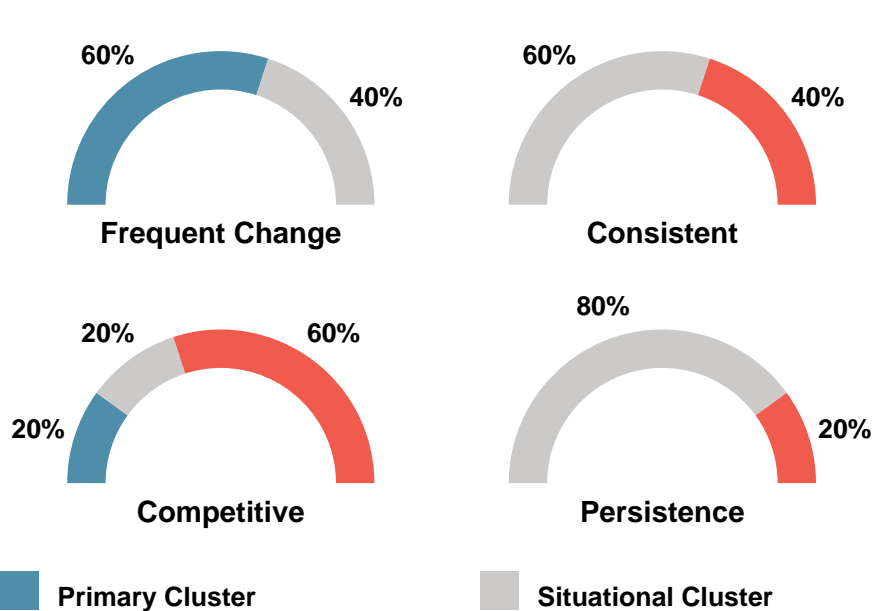 60%
40%
Frequent Change
60%
40%
Consistent
20%
20%
60%
Competitive
80%
20%
Persistence
Primary Cluster
Situational Cluster